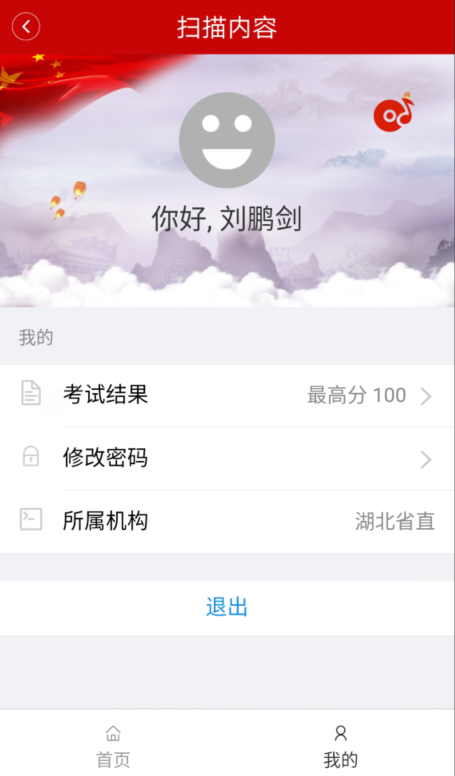 扫描内容
你好, 刘鹏剑
我的
考试结果 最高分 100
修改密码
所属机构 湖北省直
退出
首页 我的